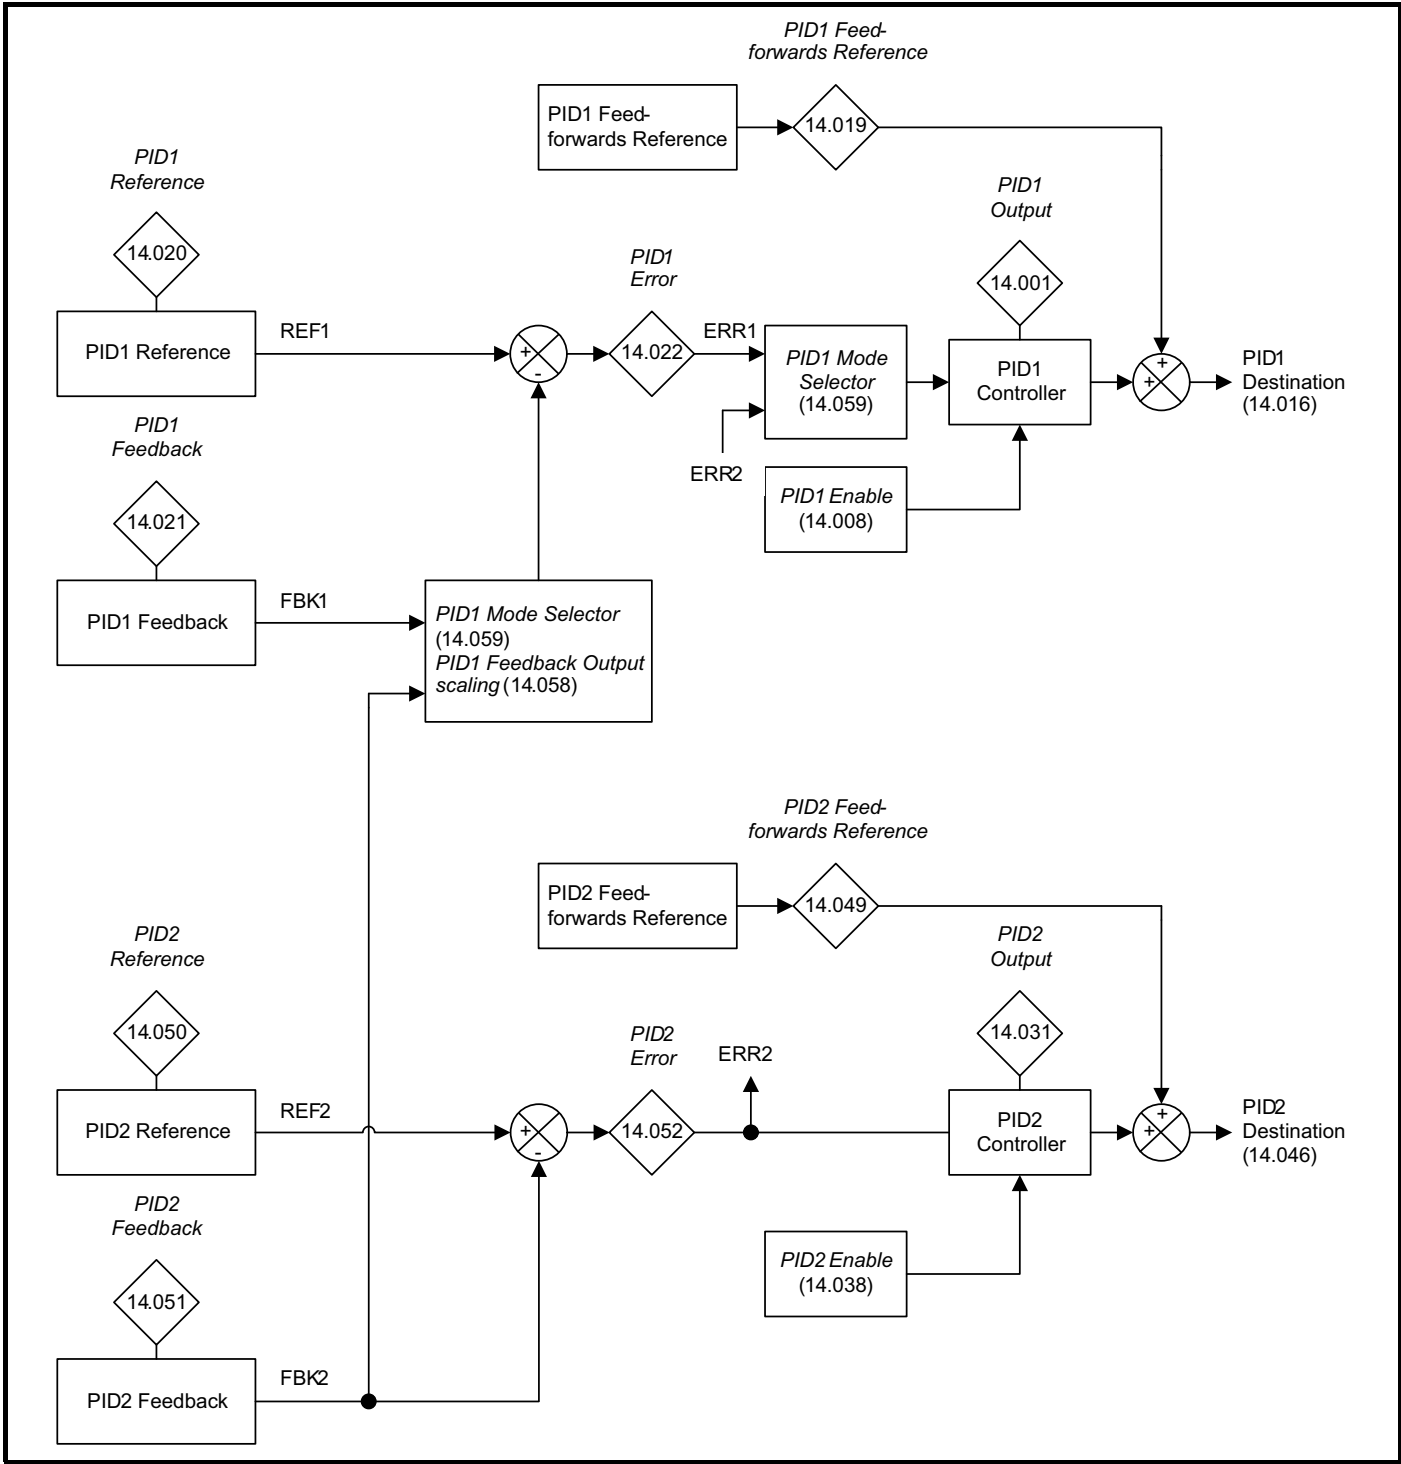 PID1 Feed-
forwards Reference
PID1 Feed-
forwards Reference
14.019
PID1
Reference
14.020
PID1
Output
14.001
PID1
Error
14.022
PID1 Reference
REF1
+
-
ERR1
PID1 Mode
Selector
(14.059)
PID1
Controller
+
+
PID1
Destination
(14.016)
ERR2
PID1 Enable
(14.008)
PID1
Feedback
14.021
PID1 Feedback
FBK1
PID1 Mode Selector
(14.059)
PID1 Feedback Output
scaling (14.058)
PID2 Feed-
forwards Reference
PID2 Feed-
forwards Reference
14.049
PID2
Reference
14.050
PID2
Output
14.031
PID2
Error
14.052
ERR2
PID2 Reference
REF2
+
-
PID2
Controller
+
+
PID2
Destination
(14.046)
PID2 Enable
(14.038)
PID2
Feedback
14.051
PID2 Feedback
FBK2